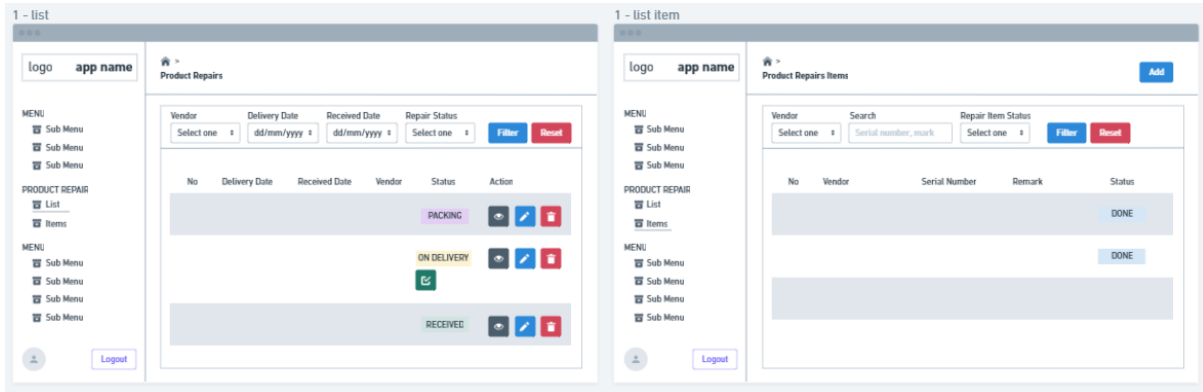 1 - list
logo app name
MENU
Sub Menu
Sub Menu
Sub Menu
PRODUCT REPAIR
List
Items
MENU
Sub Menu
Sub Menu
Sub Menu
Sub Menu
Logout
>
Product Repairs
Vendor Delivery Date Received Date Repair Status
Select one dd/mm/yyyy dd/mm/yyyy Select one Filter Reset
No Delivery Date Received Date Vendor Status Action
PACKING
ON DELIVERY
RECEIVED
1 - list item
logo app name
MENU
Sub Menu
Sub Menu
Sub Menu
PRODUCT REPAIR
List
Items
MENU
Sub Menu
Sub Menu
Sub Menu
Sub Menu
Logout
>
Product Repairs Items
Add
Vendor Search Repair Item Status
Select one Serial number, mark Select one Filter Reset
No Vendor Serial Number Remark Status
DONE
DONE